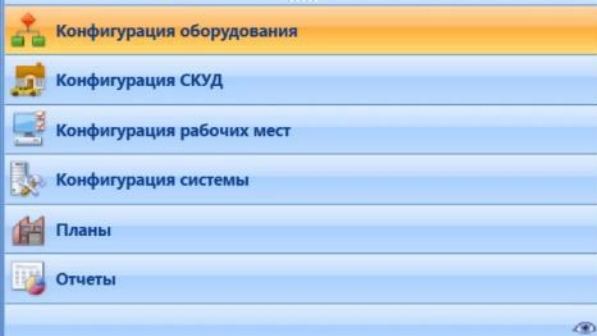 Конфигурация оборудования
Конфигурация СКУД
Конфигурация рабочих мест
Конфигурация системы
Планы
Отчеты